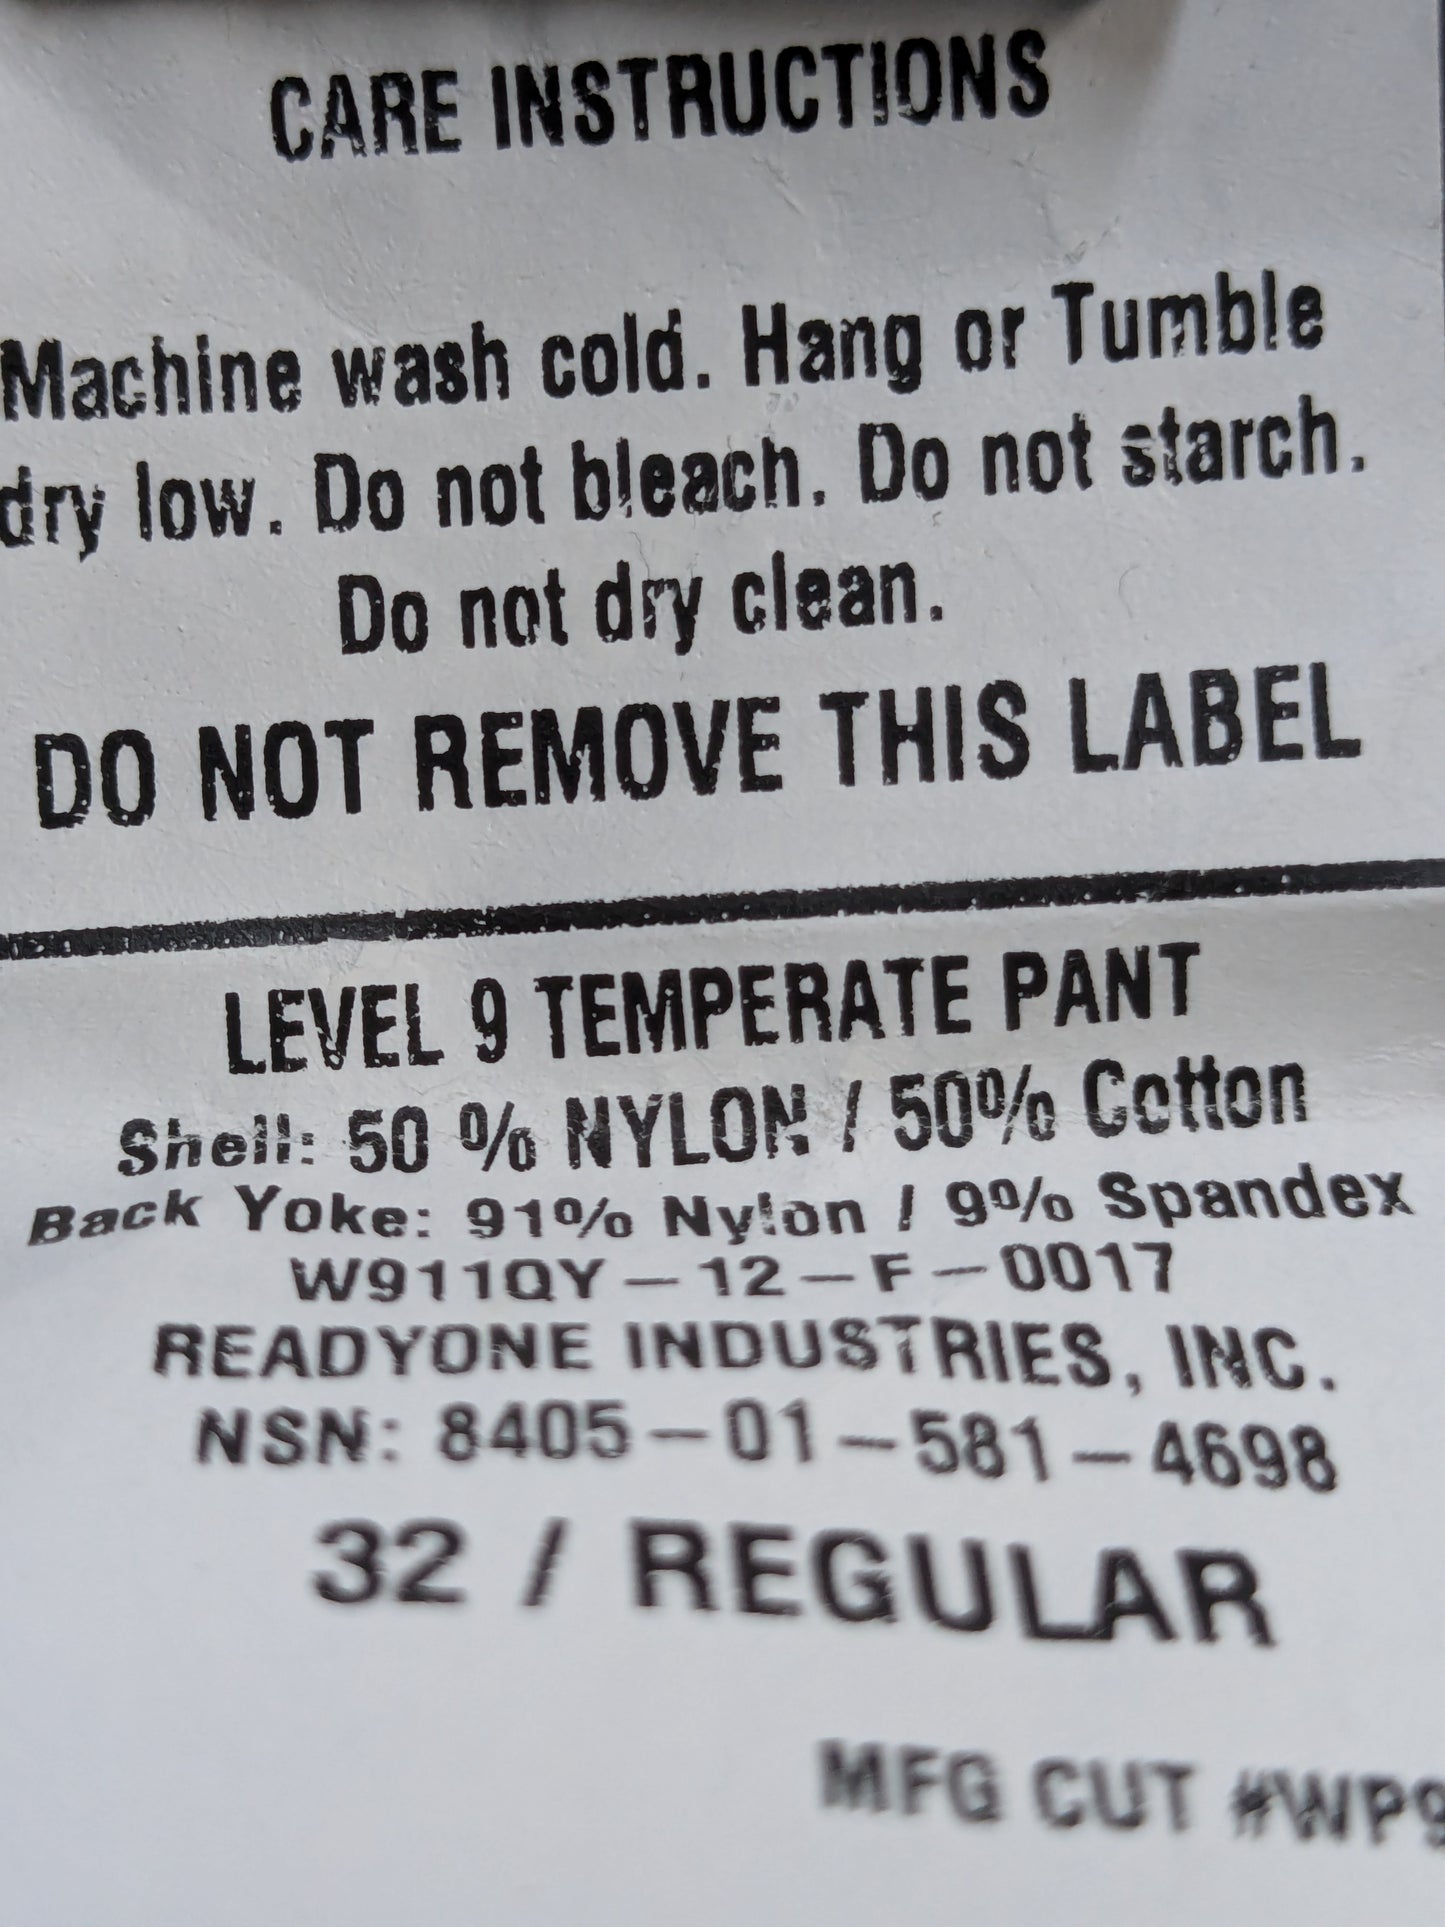 CARE INSTRUCTIONS
Machine wash cold. Hang or Tumble
dry low. Do not bleach. Do not starch.
Do not dry clean.
DO NOT REMOVE THIS LABEL
LEVEL 9 TEMPERATE PANT
Shell: 50 % NYLON / 50% Cotton
Back Yoke: 91% Nylon / 9% Spandex
W911QY-12-F-0017
READYONE INDUSTRIES, INC.
NSN: 8405-01-581-4698
32 / REGULAR
MFG CUT #WP9